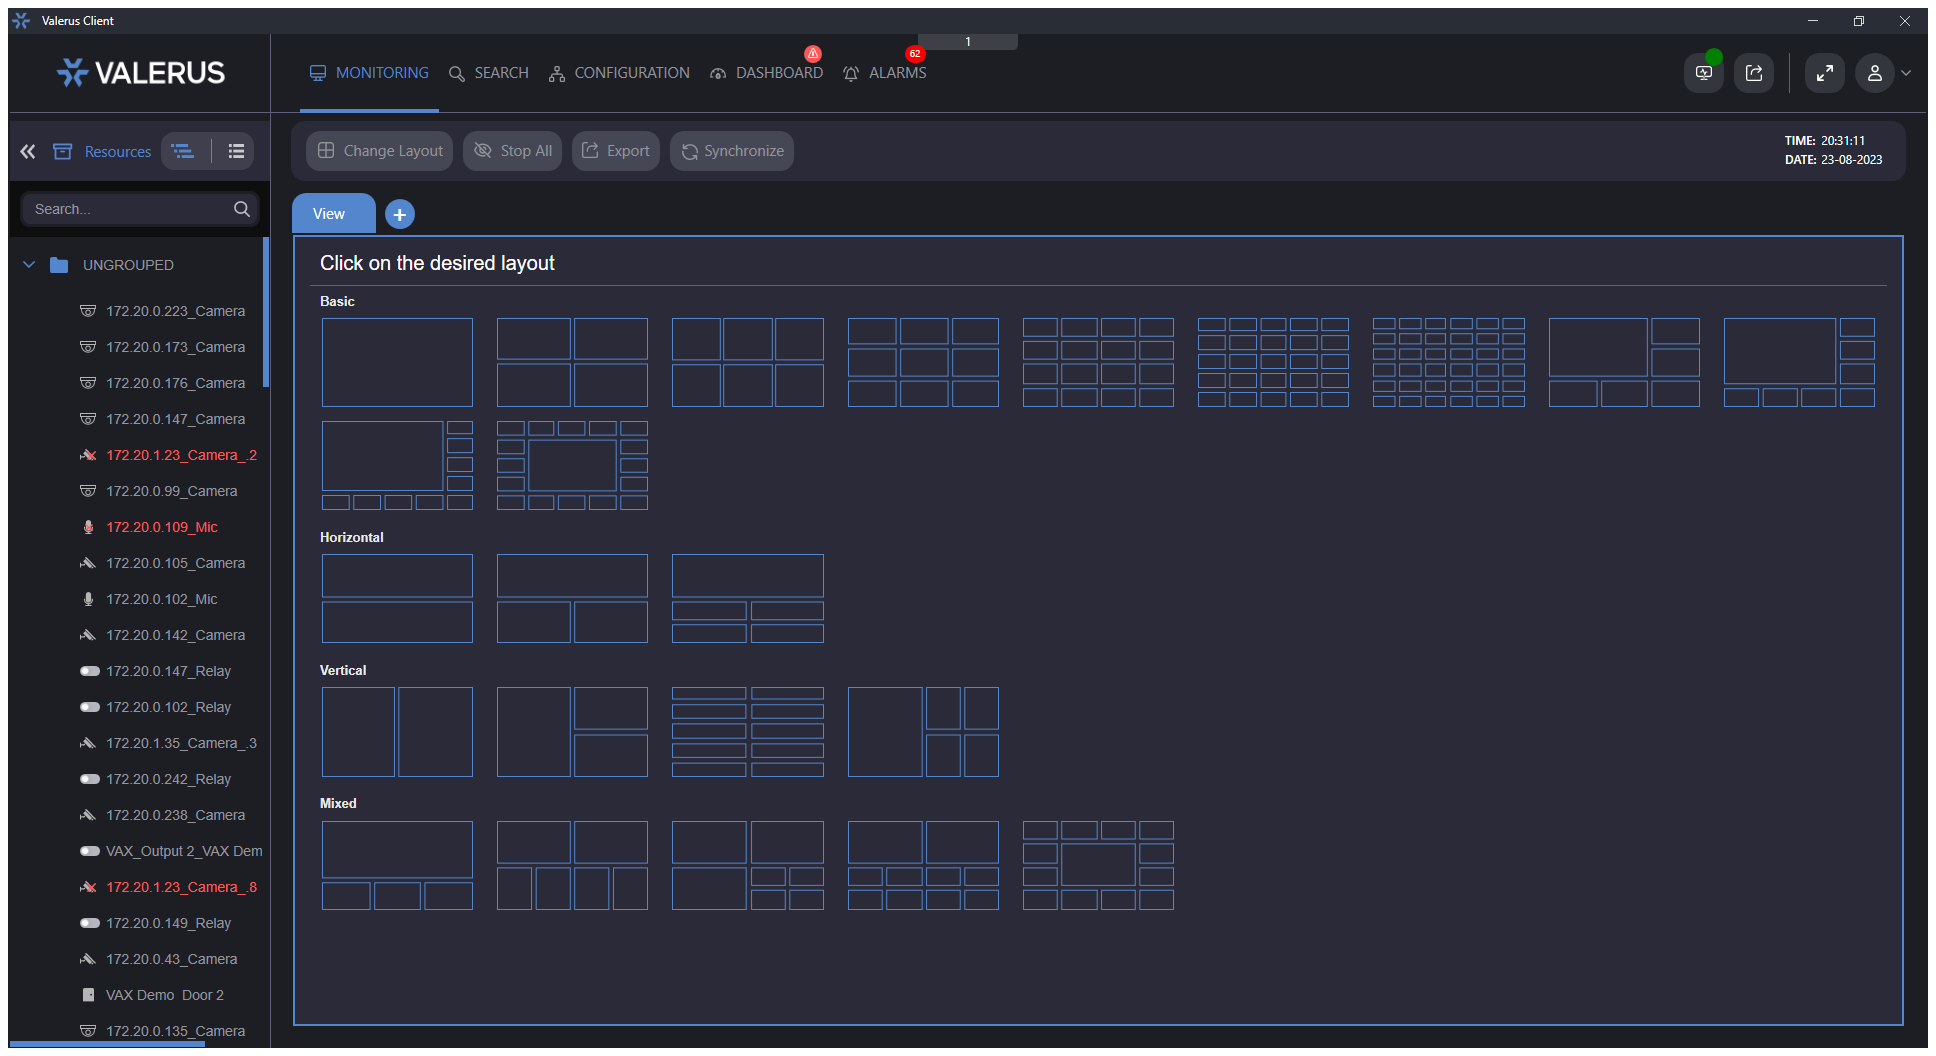 Valerus Client
1
VALERUS
MONITORING
SEARCH
CONFIGURATION
DASHBOARD
62
ALARMS
Resources
Change Layout
Stop All
Export
Synchronize
TIME: 20:31:11
DATE: 23-08-2023
Search...
View
UNGROUPED
172.20.0.223_Camera
172.20.0.173_Camera
172.20.0.176_Camera
172.20.0.147_Camera
172.20.1.23_Camera_.2
172.20.0.99_Camera
172.20.0.109_Mic
172.20.0.105_Camera
172.20.0.102_Mic
172.20.0.142_Camera
172.20.0.147_Relay
172.20.0.102_Relay
172.20.1.35_Camera_.3
172.20.0.242_Relay
172.20.0.238_Camera
VAX_Output 2_VAX Dem
172.20.1.23_Camera_.8
172.20.0.149_Relay
172.20.0.43_Camera
VAX Demo Door 2
172.20.0.135_Camera
Click on the desired layout
Basic
Horizontal
Vertical
Mixed